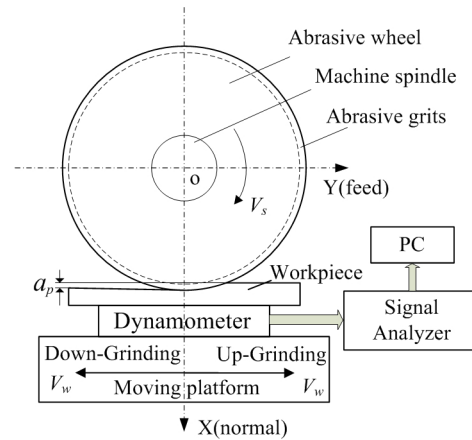 Abrasive wheel
Machine spindle
Abrasive grits
o
Y(feed)
Vs
PC
Workpiece
ap
Dynamometer
Signal
Analyzer
Down-Grinding Up-Grinding
Vw Moving platform Vw
X(normal)